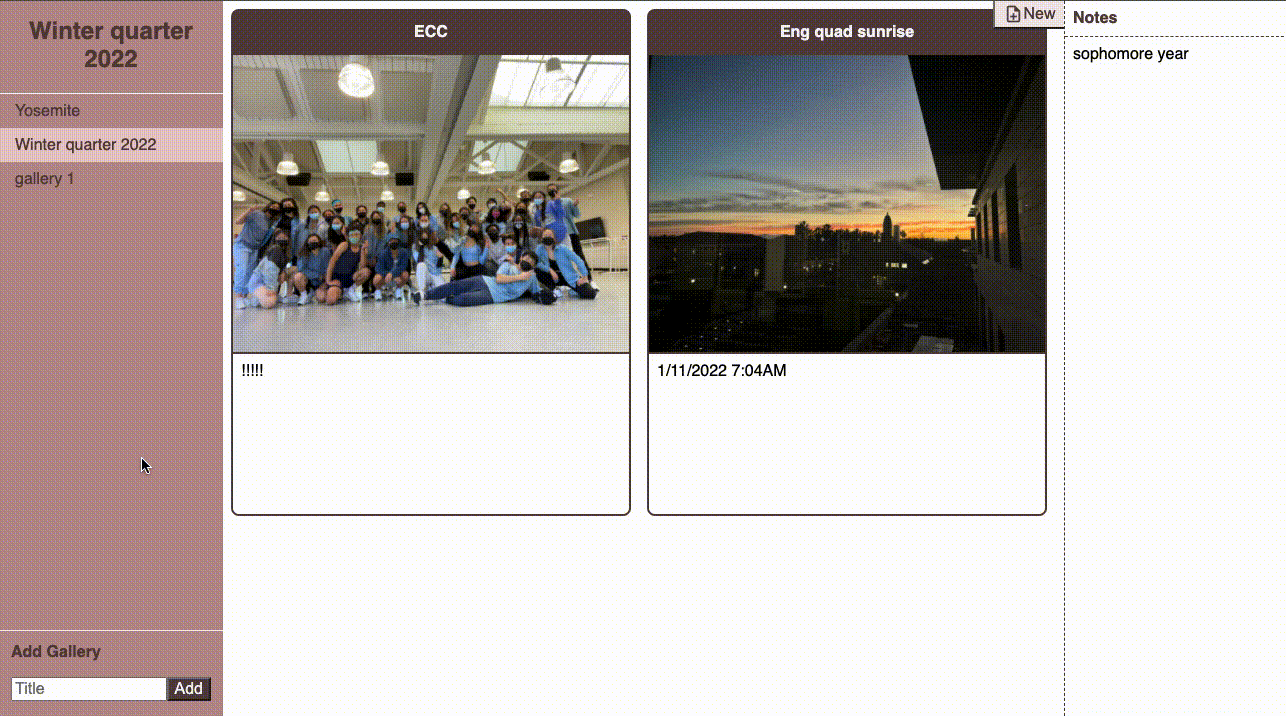 Winter quarter
2022
Yosemite
Winter quarter 2022
gallery 1
Add Gallery
Title
Add
ECC
!!!!!
Eng quad sunrise
1/11/2022 7:04AM
New
Notes
sophomore year